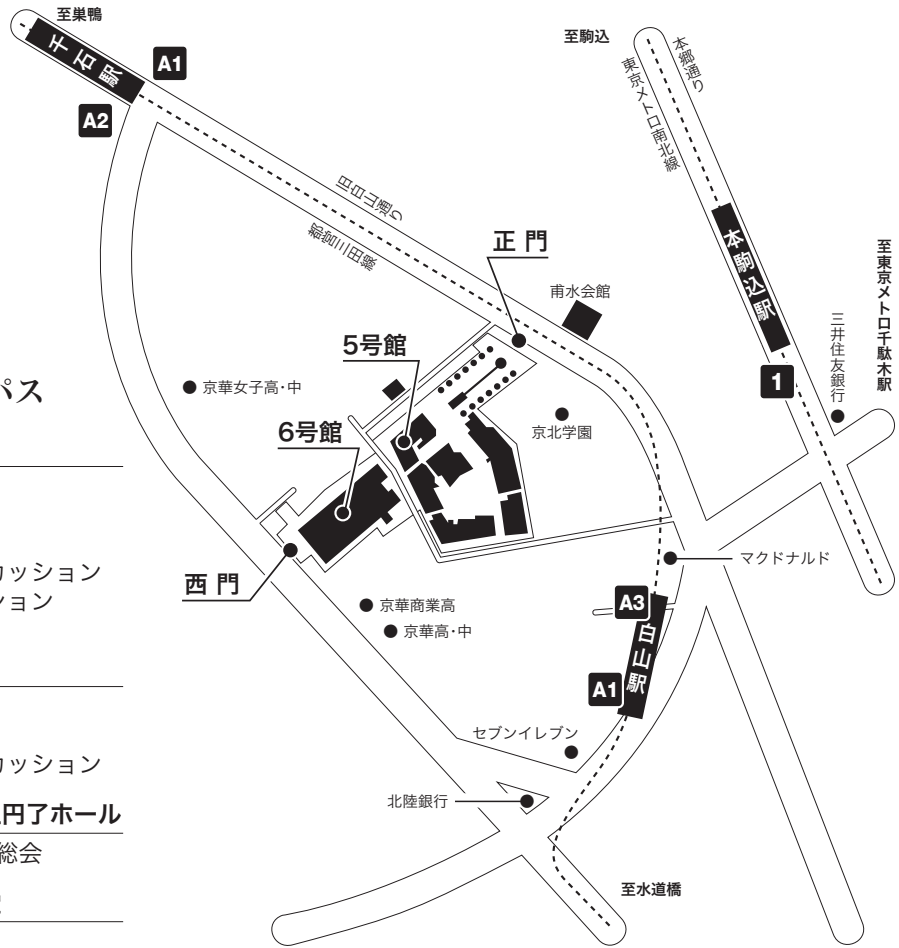 至巣鴨
千石駅
A1
A2
旧白山通り
都営三田線
至駒込
本郷通り
東京メトロ南北線
本駒込駅
1
至東京メトロ千駄木駅
三井住友銀行
正門
甫水会館
5号館
6号館
京華女子高・中
京北学園
西門
マクドナルド
京華商業高
京華高・中
A3
白山駅
A1
セブンイレブン
北陸銀行
至水道橋
パス
カッション
ション
カッション
円了ホール
総会